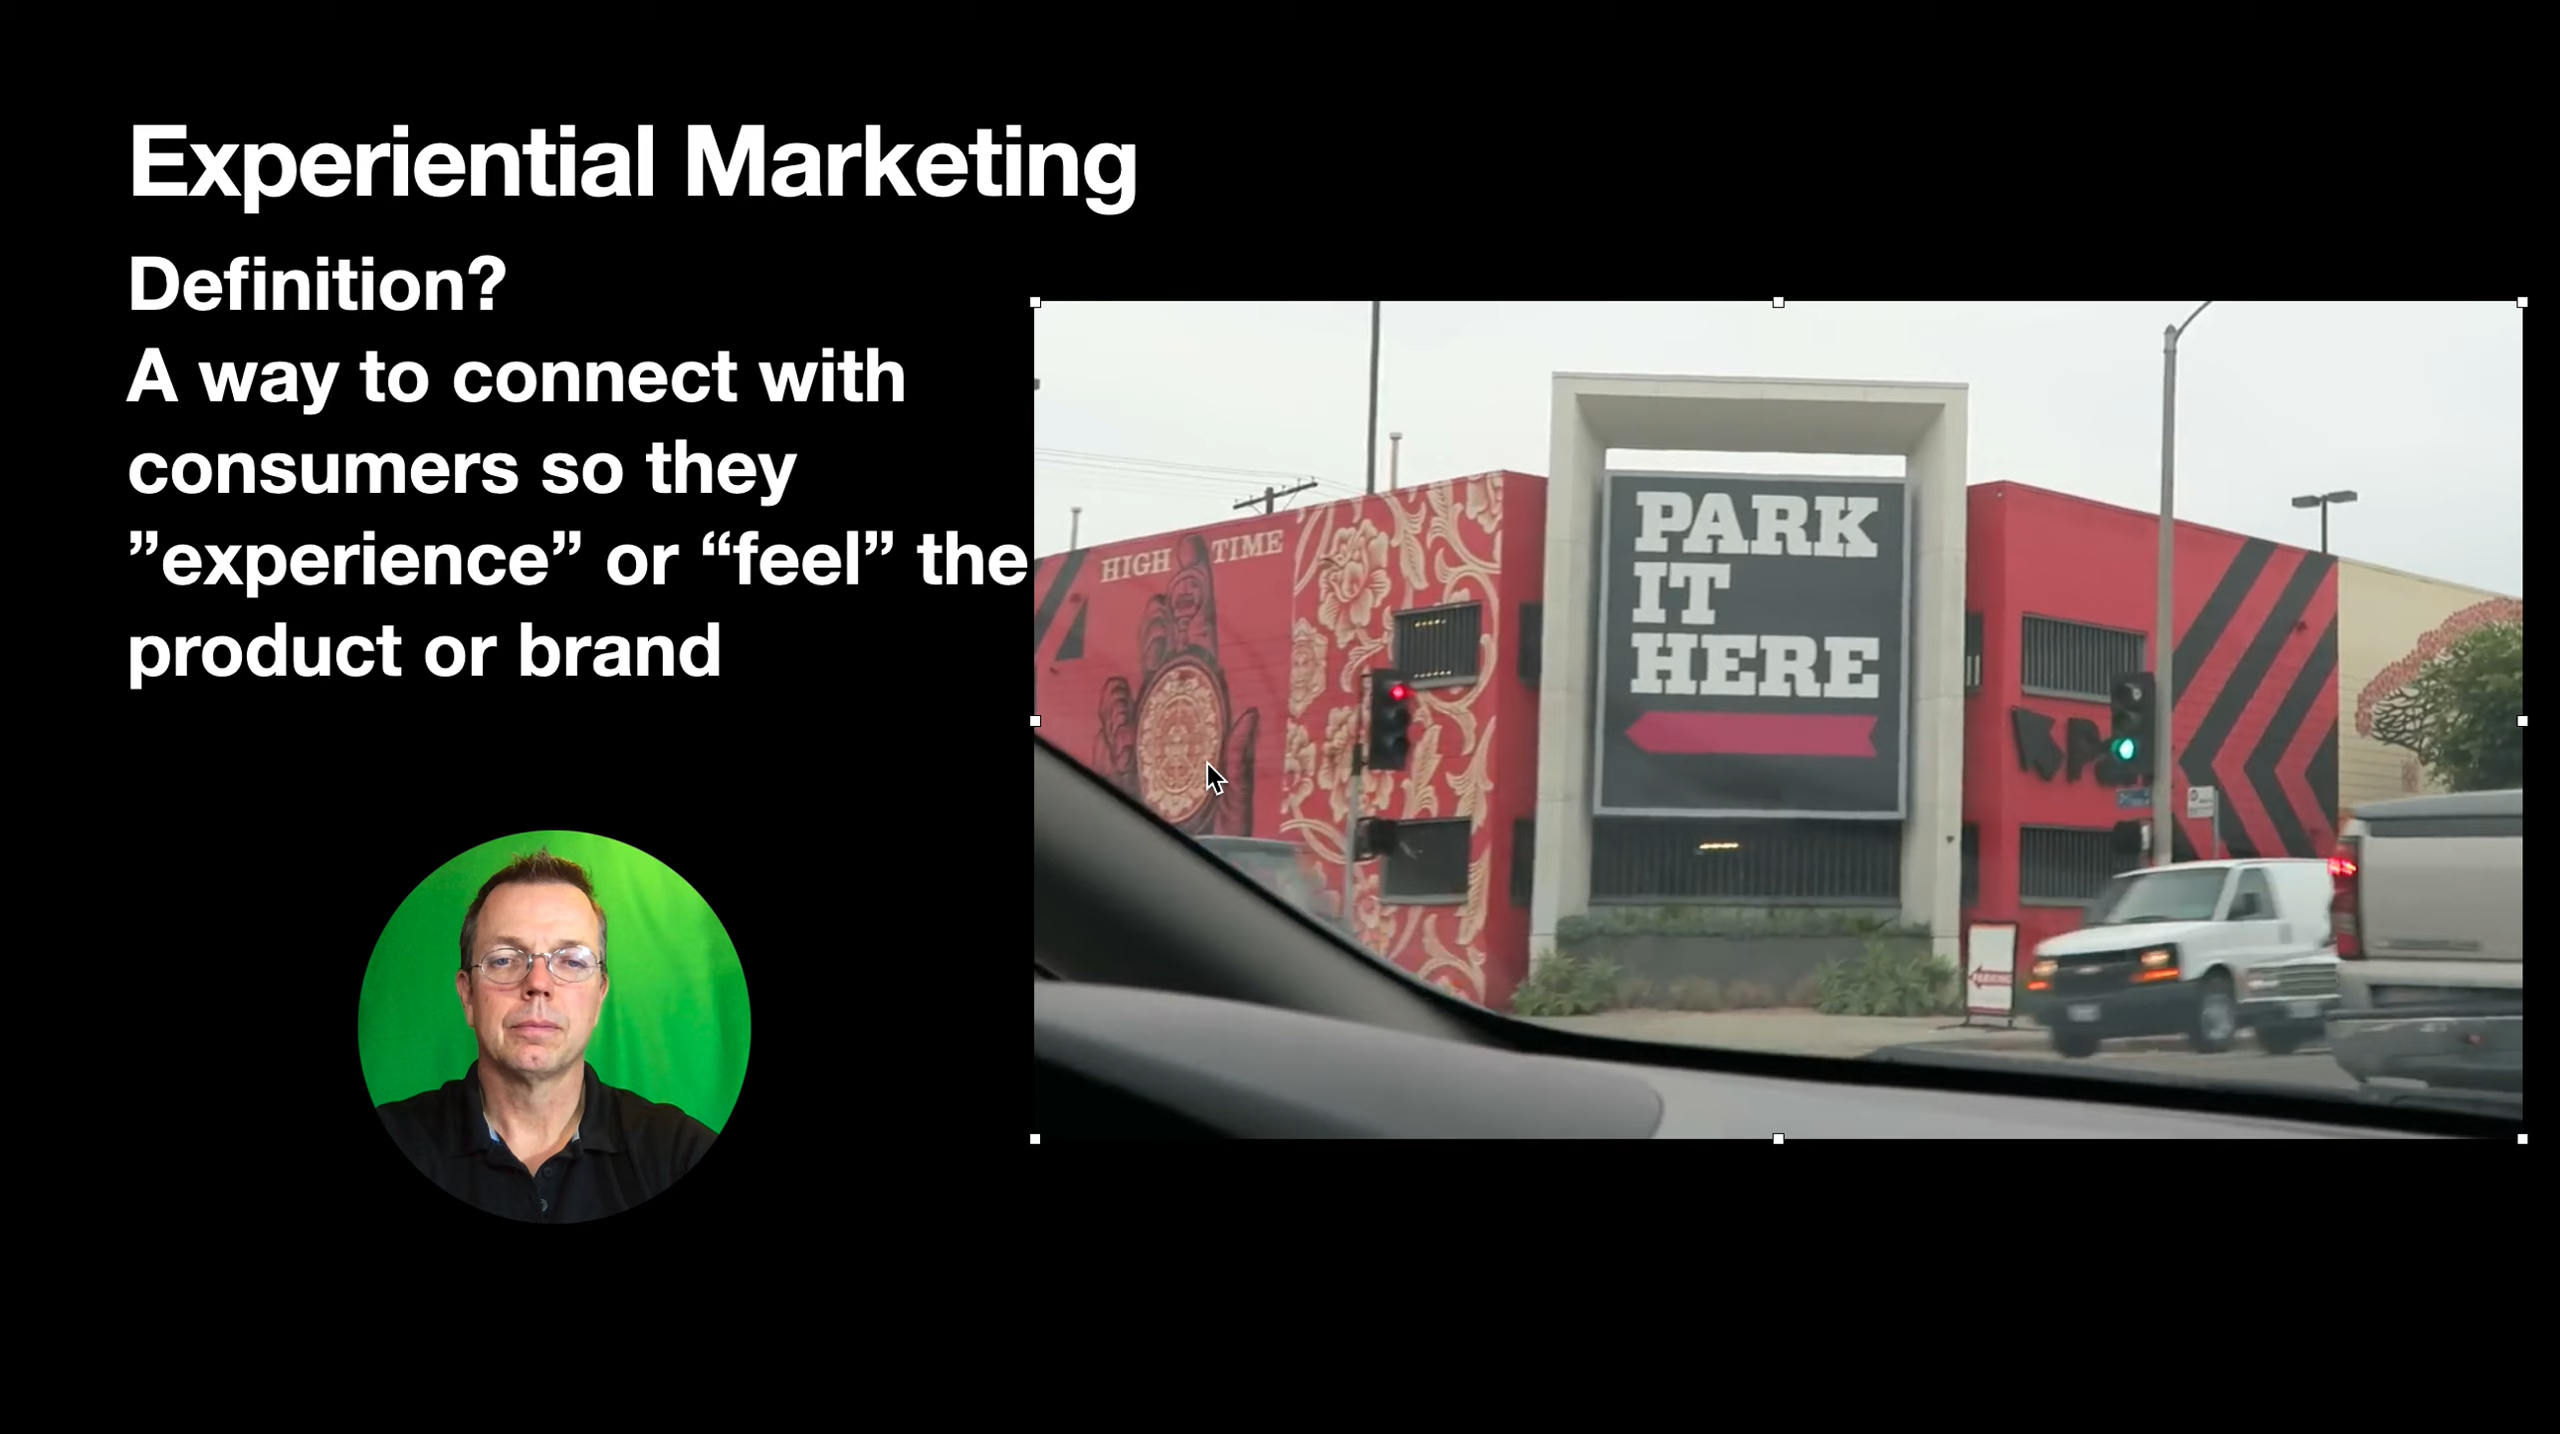 Experiential Marketing
Definition?
A way to connect with
consumers so they
”experience” or “feel” the
product or brand
HIGH TIME
PARK
IT
HERE
PARKING